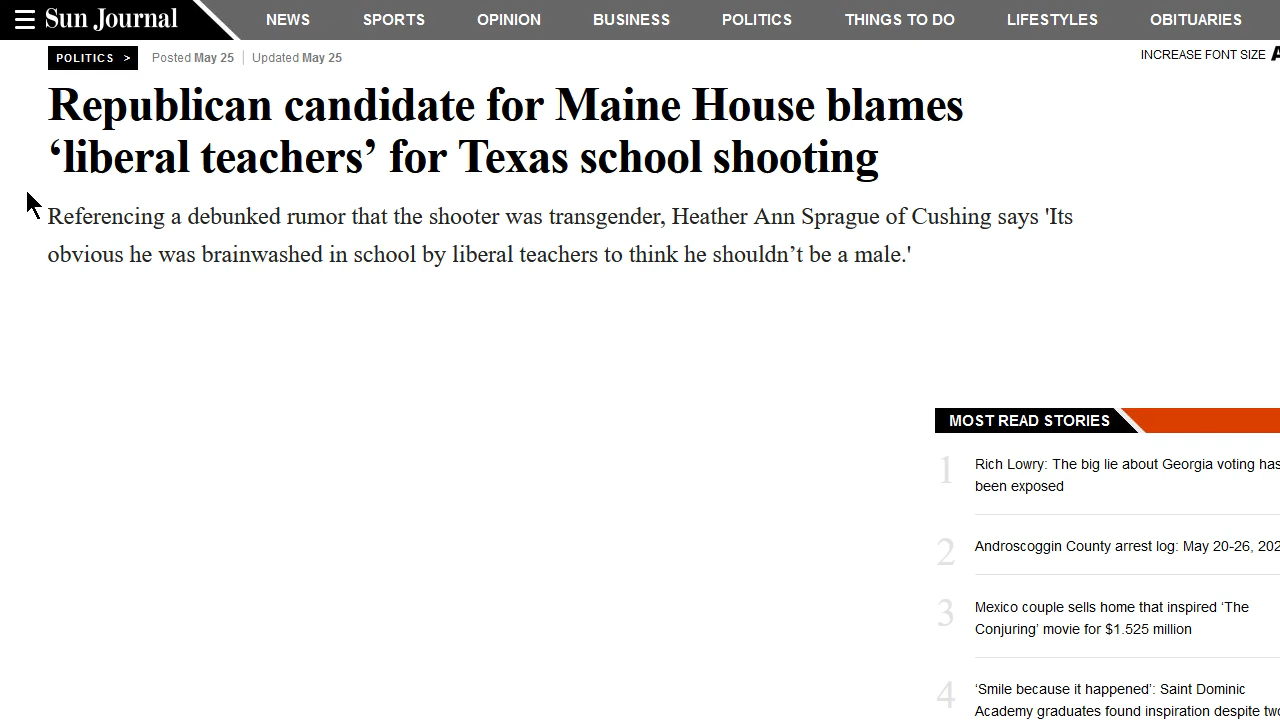 Sun Journal NEWS SPORTS OPINION BUSINESS POLITICS THINGS TO DO LIFESTYLES OBITUARIES
POLITICS > Posted May 25 Updated May 25 INCREASE FONT SIZE A
Republican candidate for Maine House blames
‘liberal teachers’ for Texas school shooting
Referencing a debunked rumor that the shooter was transgender, Heather Ann Sprague of Cushing says 'Its
obvious he was brainwashed in school by liberal teachers to think he shouldn’t be a male.'
MOST READ STORIES
1 Rich Lowry: The big lie about Georgia voting has
been exposed
2 Androscoggin County arrest log: May 20-26, 202
3 Mexico couple sells home that inspired ‘The
Conjuring’ movie for $1.525 million
4 ‘Smile because it happened’: Saint Dominic
Academy graduates found inspiration despite two